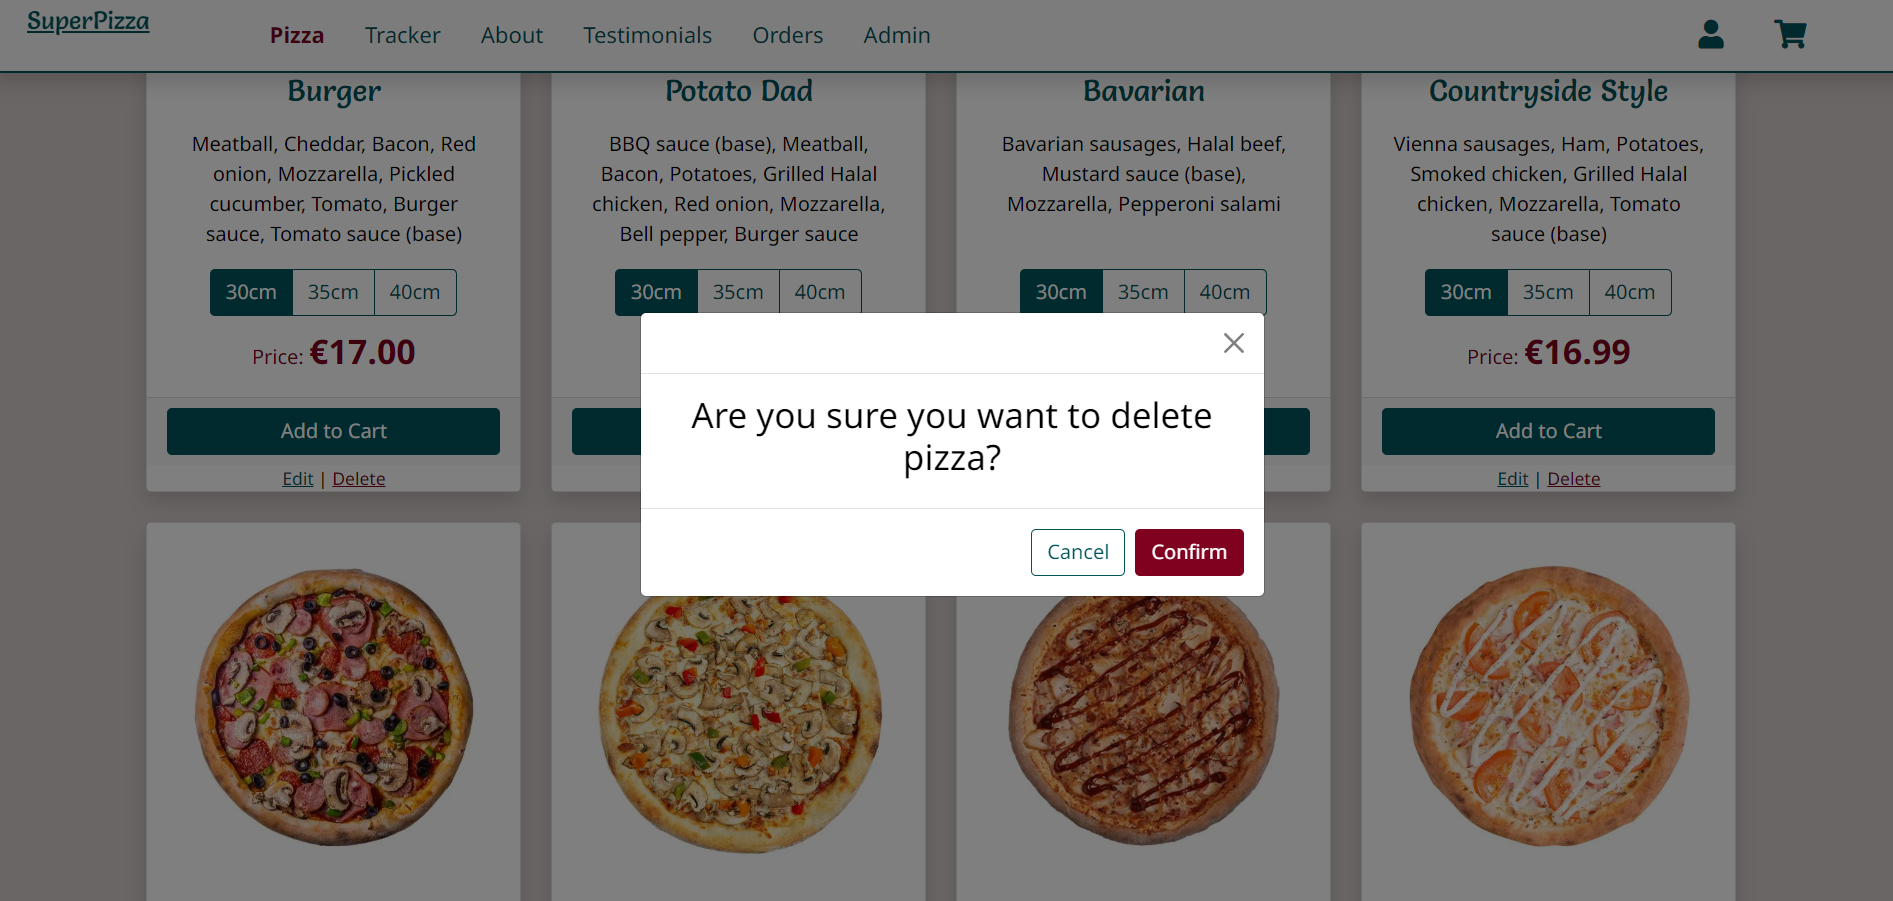 SuperPizza
Pizza Tracker About Testimonials Orders Admin
Burger
Meatball, Cheddar, Bacon, Red
onion, Mozzarella, Pickled
cucumber, Tomato, Burger
sauce, Tomato sauce (base)
30cm 35cm 40cm
Price: €17.00
Add to Cart
Edit | Delete
Potato Dad
BBQ sauce (base), Meatball,
Bacon, Potatoes, Grilled Halal
chicken, Red onion, Mozzarella,
Bell pepper, Burger sauce
30cm 35cm 40cm
Bavarian
Bavarian sausages, Halal beef,
Mustard sauce (base),
Mozzarella, Pepperoni salami
30cm 35cm 40cm
Countryside Style
Vienna sausages, Ham, Potatoes,
Smoked chicken, Grilled Halal
chicken, Mozzarella, Tomato
sauce (base)
30cm 35cm 40cm
Price: €16.99
Add to Cart
Edit | Delete
Are you sure you want to delete
pizza?
Cancel Confirm